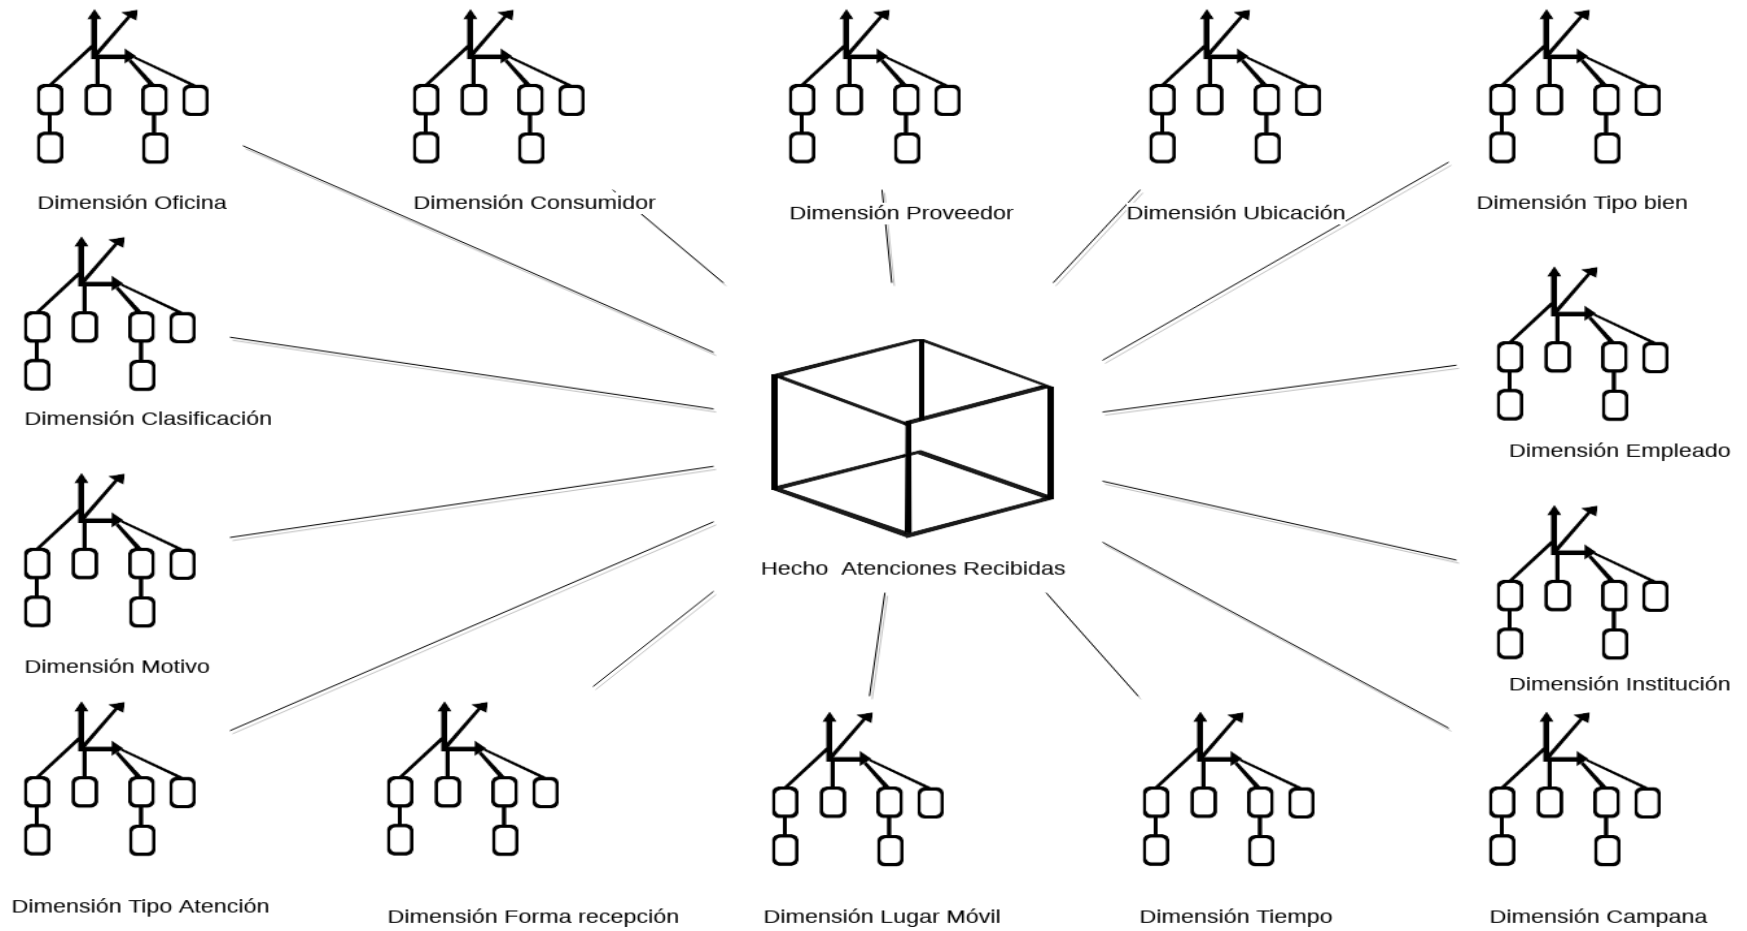 Dimensión Oficina
Dimensión Consumidor
Dimensión Proveedor
Dimensión Ubicación
Dimensión Tipo bien
Dimensión Clasificación
Dimensión Empleado
Hecho  Atenciones Recibidas
Dimensión Motivo
Dimensión Institución
Dimensión Tipo Atención
Dimensión Forma recepción
Dimensión Lugar Móvil
Dimensión Tiempo
Dimensión Campana